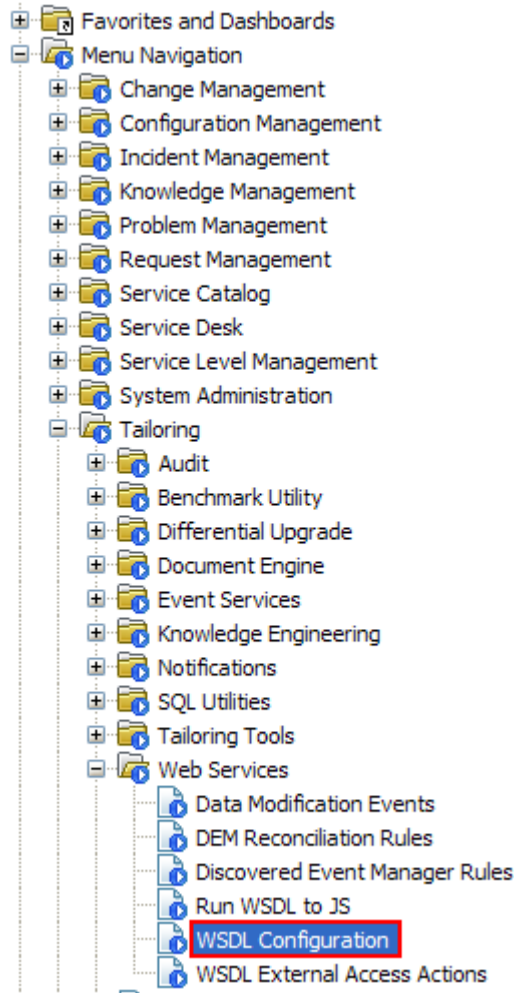 Favorites and Dashboards
Menu Navigation
Change Management
Configuration Management
Incident Management
Knowledge Management
Problem Management
Request Management
Service Catalog
Service Desk
Service Level Management
System Administration
Tailoring
Audit
Benchmark Utility
Differential Upgrade
Document Engine
Event Services
Knowledge Engineering
Notifications
SQL Utilities
Tailoring Tools
Web Services
Data Modification Events
DEM Reconciliation Rules
Discovered Event Manager Rules
Run WSDL to JS
WSDL Configuration
WSDL External Access Actions